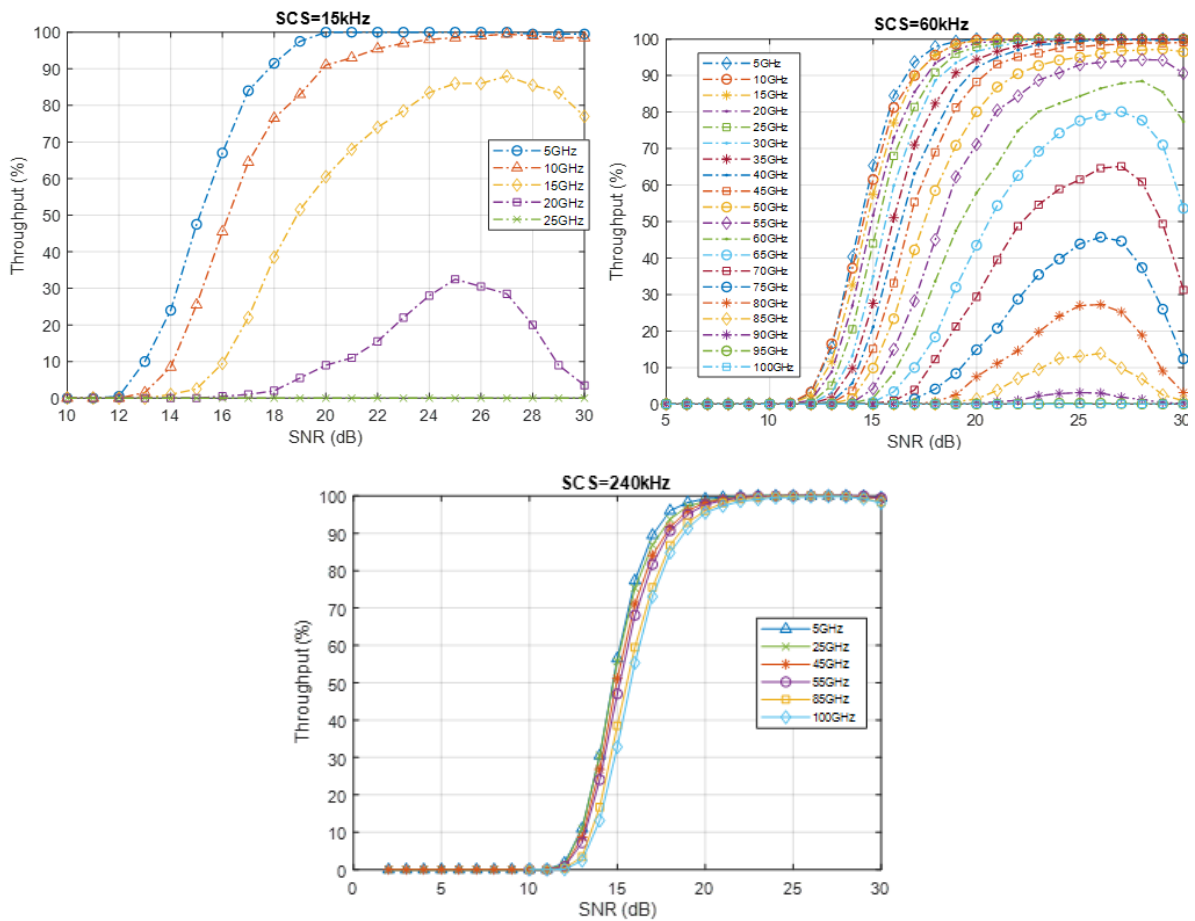 SCS=15kHz
Throughput (%)
100
90
80
70
60
50
40
30
20
10
0
10
12
14
16
18
20
22
24
26
28
30
SNR (dB)
5GHz
10GHz
15GHz
20GHz
25GHz
SCS=60kHz
Throughput (%)
100
90
80
70
60
50
40
30
20
10
0
5
10
15
20
25
30
SNR (dB)
5GHz
10GHz
15GHz
20GHz
25GHz
30GHz
35GHz
40GHz
45GHz
50GHz
55GHz
60GHz
65GHz
70GHz
75GHz
80GHz
85GHz
90GHz
95GHz
100GHz
SCS=240kHz
Throughput (%)
100
90
80
70
60
50
40
30
20
10
0
0
5
10
15
20
25
30
SNR (dB)
5GHz
25GHz
45GHz
55GHz
85GHz
100GHz